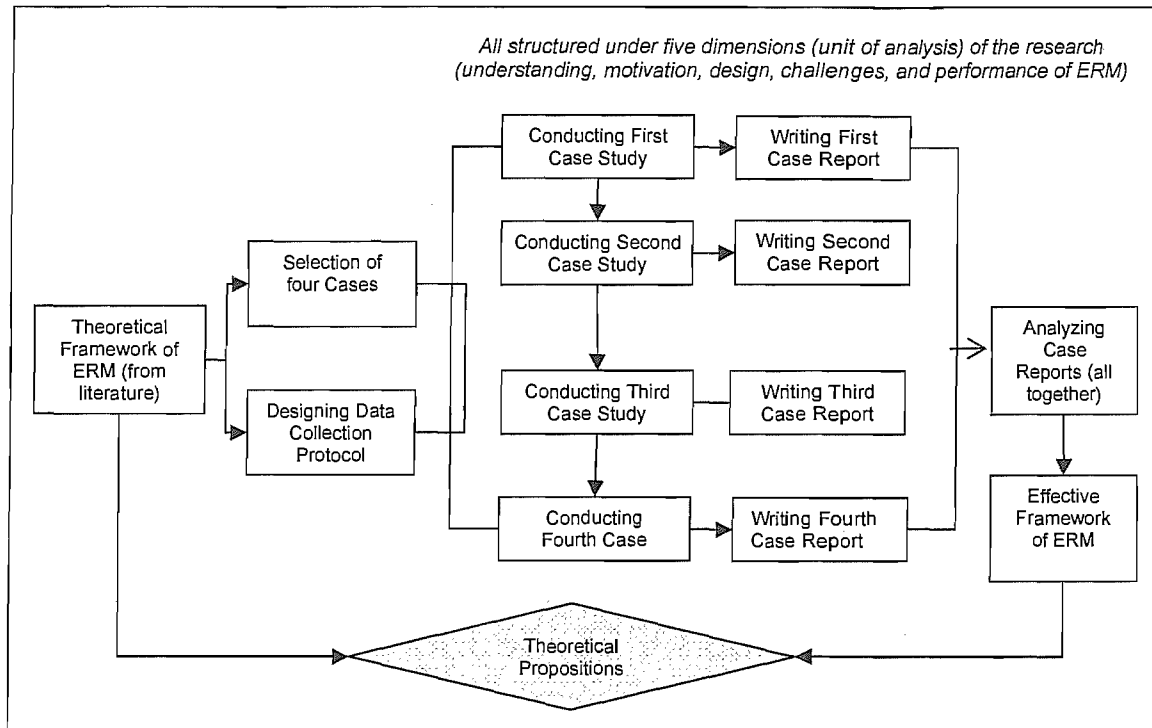 All structured under five dimensions (unit of analysis) of the research
(understanding, motivation, design, challenges, and performance of ERM)
Conducting First
Case Study
Writing First
Case Report
Conducting Second
Case Study
Writing Second
Case Report
Selection of
four Cases
Theoretical
Framework of
ERM (from
literature)
Designing Data
Collection
Protocol
Conducting Third
Case Study
Writing Third
Case Report
Analyzing
Case
Reports (all
together)
Conducting
Fourth Case
Writing Fourth
Case Report
Effective
Framework
of ERM
Theoretical
Propositions